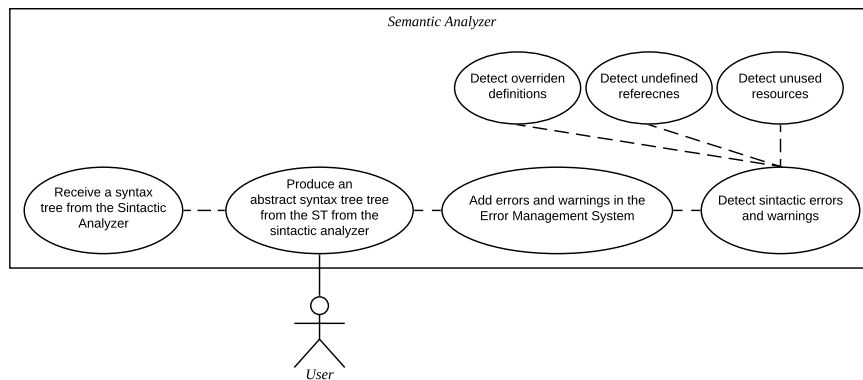 Semantic Analyzer
Detect overriden
definitions
Detect undefined
referecnes
Detect unused
resources
Receive a syntax
tree from the Sintactic
Analyzer
Produce an
abstract syntax tree tree
from the ST from the
sintactic analyzer
Add errors and warnings in the
Error Management System
Detect sintactic errors
and warnings
User